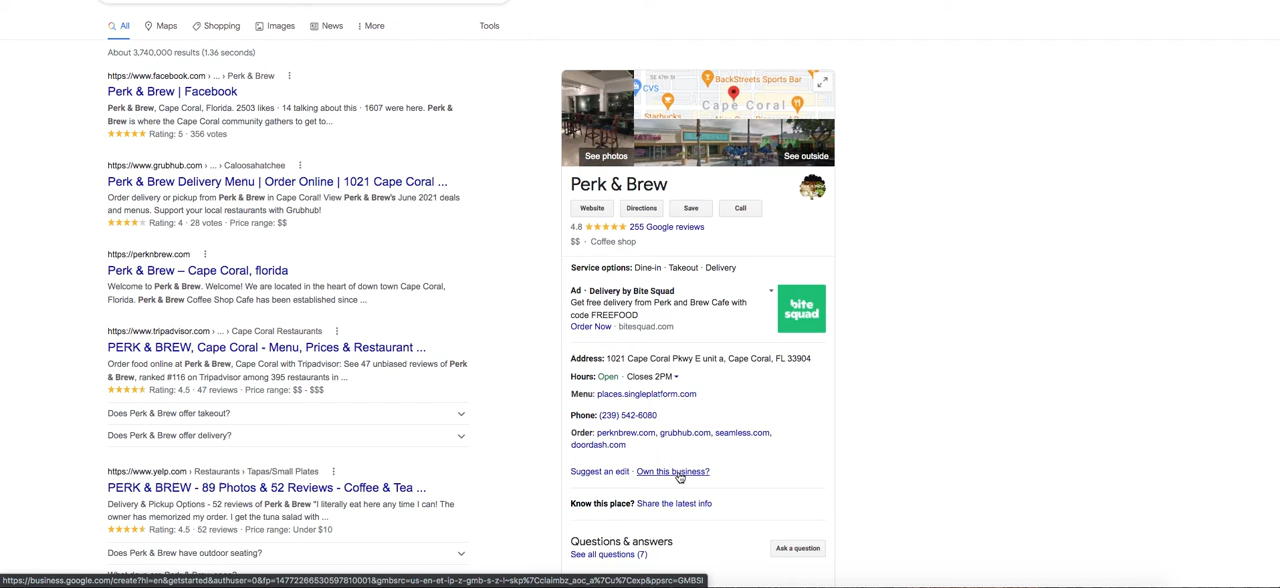 All
Maps
Shopping
Images
News
More
Tools
About 3,740,000 results (1.36 seconds)
https://www.facebook.com › ... › Perk & Brew
Perk & Brew | Facebook
Perk & Brew, Cape Coral, Florida. 2503 likes · 14 talking about this · 1607 were here. Perk &
Brew is where the Cape Coral community gathers to get to...
Rating: 5 · 356 votes
https://www.grubhub.com › ... › Caloosahatchee
Perk & Brew Delivery Menu | Order Online | 1021 Cape Coral ...
Order delivery or pickup from Perk & Brew in Cape Coral! View Perk & Brew's June 2021 deals
and menus. Support your local restaurants with Grubhub!
Rating: 4 · 28 votes · Price range: $$
https://perknbrew.com
Perk & Brew – Cape Coral, florida
Welcome to Perk & Brew. Welcome! We are located in the heart of down town Cape Coral,
Florida. Perk & Brew Coffee Shop Cafe has been established since ...
https://www.tripadvisor.com › ... › Cape Coral Restaurants
PERK & BREW, Cape Coral - Menu, Prices & Restaurant ...
Order food online at Perk & Brew, Cape Coral with Tripadvisor: See 47 unbiased reviews of Perk
& Brew, ranked #116 on Tripadvisor among 395 restaurants in ...
Rating: 4.5 · 47 reviews · Price range: $$ - $$$
Does Perk & Brew offer takeout?
Does Perk & Brew offer delivery?
https://www.yelp.com › Restaurants › Tapas/Small Plates
PERK & BREW - 89 Photos & 52 Reviews - Coffee & Tea ...
Delivery & Pickup Options - 52 reviews of Perk & Brew "I literally eat here any time I can! The
owner has memorized my order. I get the tuna salad with ...
Rating: 4.5 · 52 reviews · Price range: Under $10
Does Perk & Brew have outdoor seating?
SE 47th St
BackStreets Sports Bar
CVS
Cape Coral
Starbucks
See photos
See outside
Perk & Brew
Website
Directions
Save
Call
4.8
255 Google reviews
$$ · Coffee shop
Service options: Dine-in · Takeout · Delivery
Ad · Delivery by Bite Squad
Get free delivery from Perk and Brew Cafe with
code FREEFOOD
Order Now · bitesquad.com
bite
squad
Address: 1021 Cape Coral Pkwy E unit a, Cape Coral, FL 33904
Hours: Open · Closes 2PM
Menu: places.singleplatform.com
Phone: (239) 542-6080
Order: perknbrew.com, grubhub.com, seamless.com,
doordash.com
Suggest an edit · Own this business?
Know this place? Share the latest info
Questions & answers
See all questions (7)
Ask a question